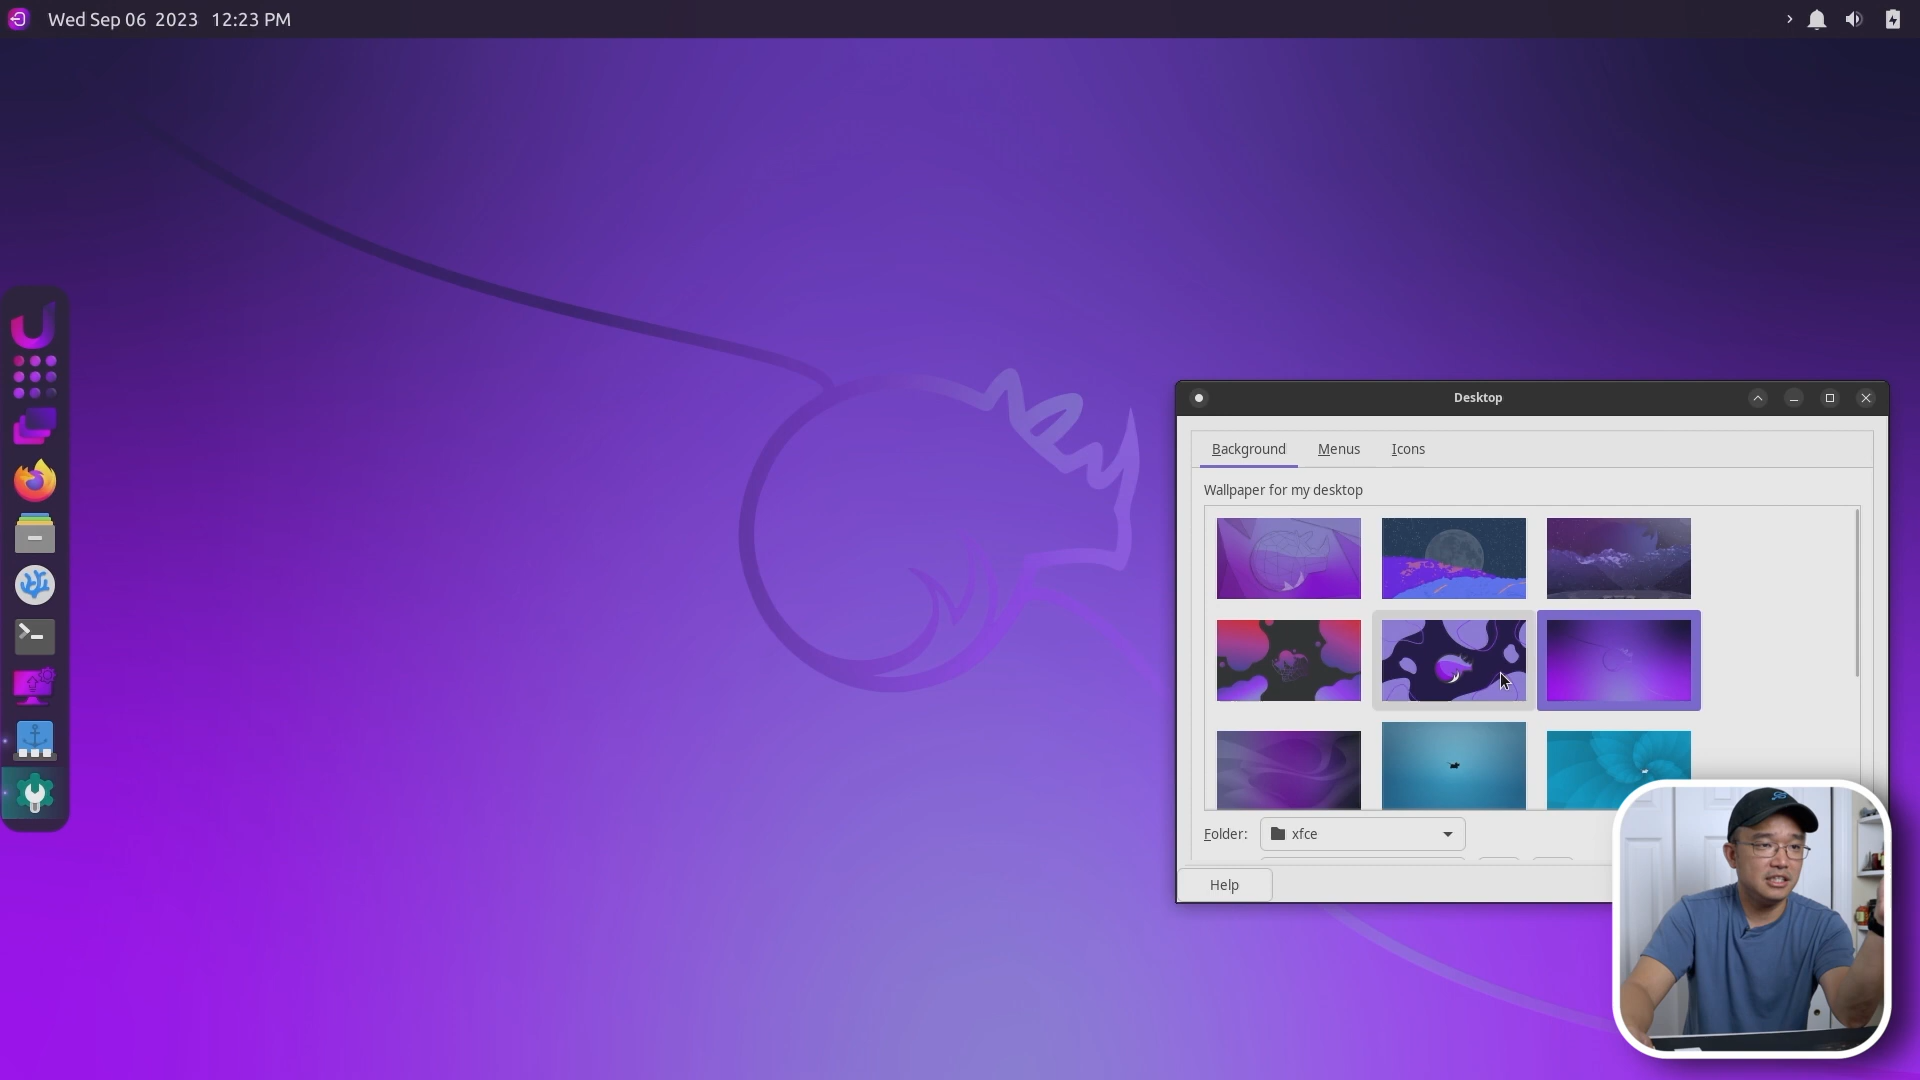 Wed Sep 06 2023 12:23 PM
Desktop
Background Menus Icons
Wallpaper for my desktop
Folder: xfce
Help